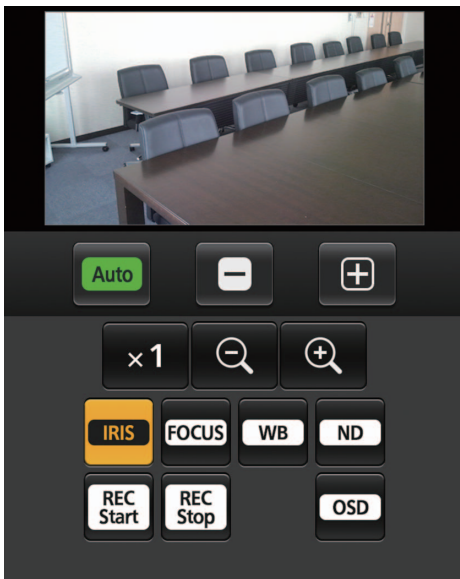 Auto
×1
IRIS
FOCUS
WB
ND
REC
Start
REC
Stop
OSD